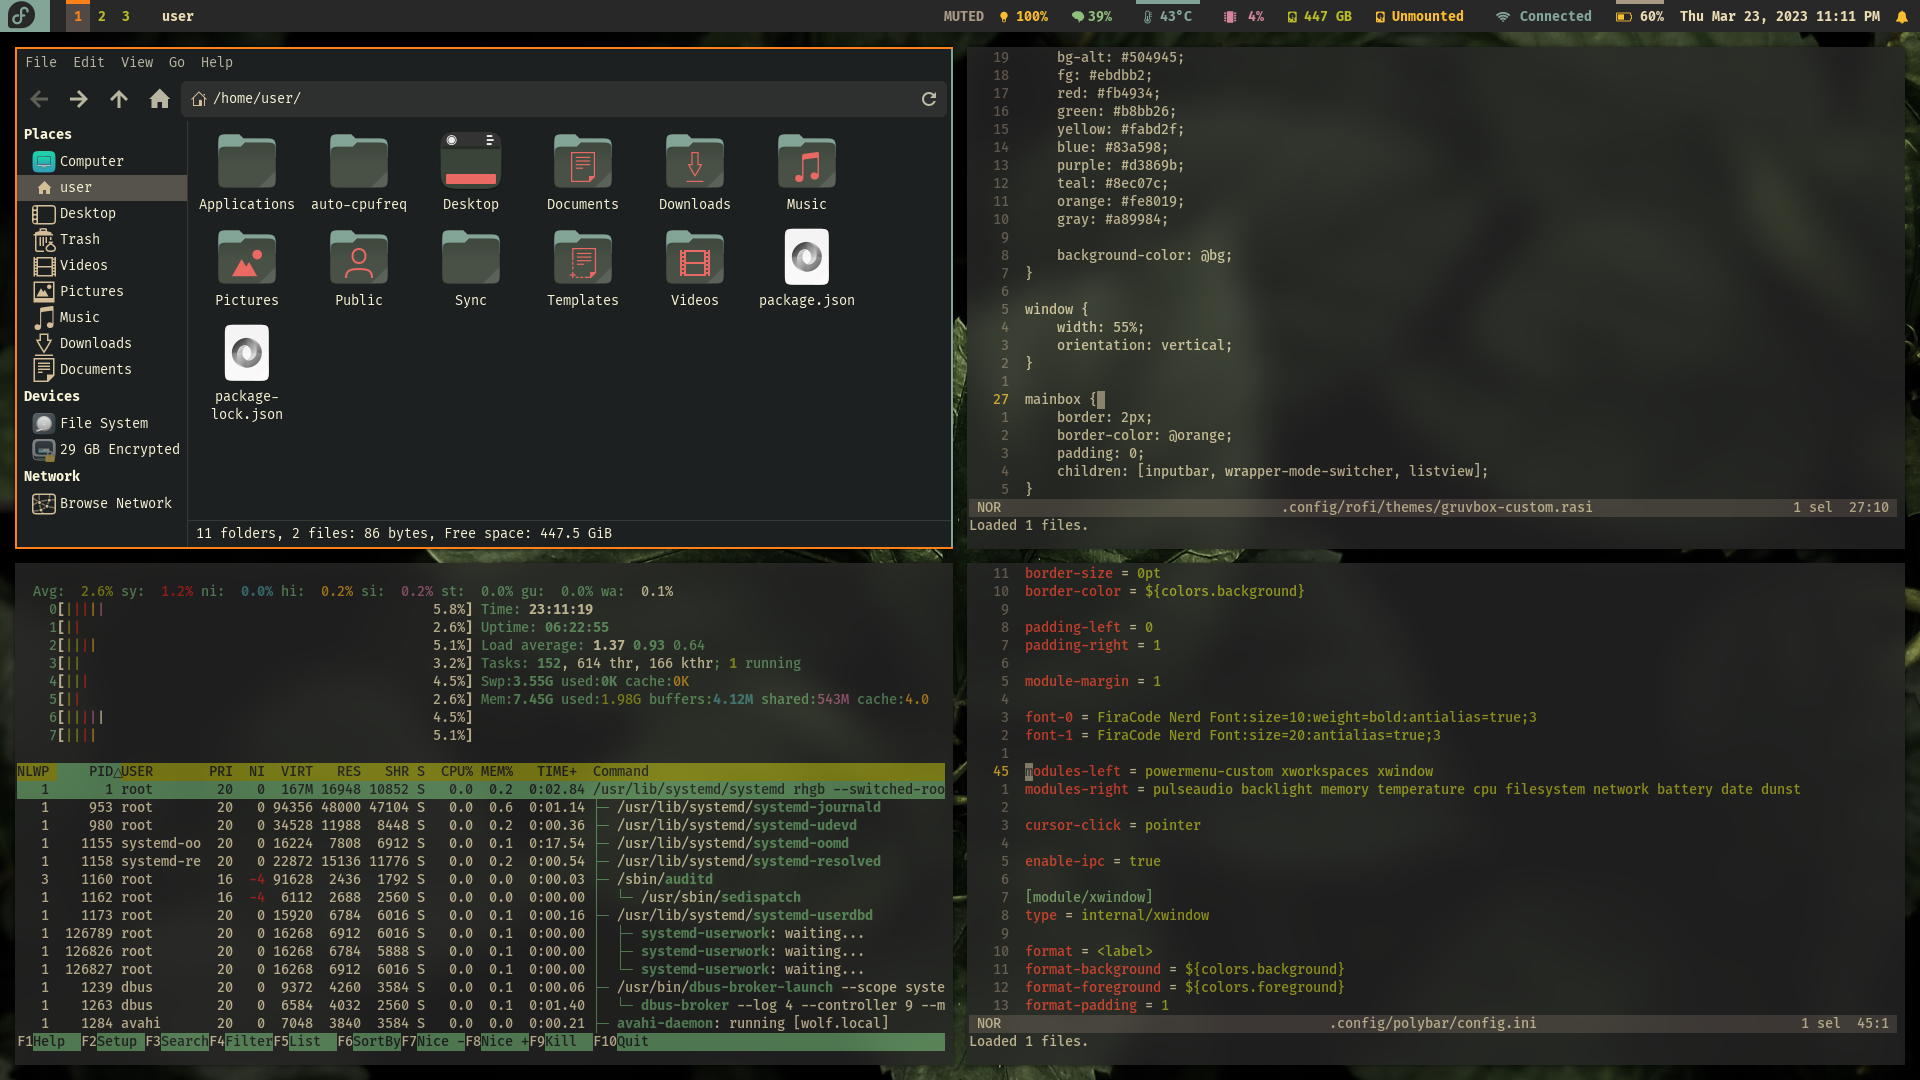 1 2 3 user MUTED 100% 39% 43°C 4% 447 GB Unmounted Connected 60% Thu Mar 23, 2023 11:11 PM
File Edit View Go Help
/home/user/
Places
Computer
user
Desktop
Trash
Videos
Pictures
Music
Downloads
Documents
Devices
File System
29 GB Encrypted
Network
Browse Network
Applications auto-cpufreq Desktop Documents Downloads Music
Pictures Public Sync Templates Videos package.json
package-
lock.json
11 folders, 2 files: 86 bytes, Free space: 447.5 GiB
19 bg-alt: #504945;
18 fg: #ebdbb2;
17 red: #fb4934;
16 green: #b8bb26;
15 yellow: #fabd2f;
14 blue: #83a598;
13 purple: #d3869b;
12 teal: #8ec07c;
11 orange: #fe8019;
10 gray: #a89984;
9
8 background-color: @bg;
7 }
6
5 window {
4 width: 55%;
3 orientation: vertical;
2 }
1
27 mainbox {
1 border: 2px;
2 border-color: @orange;
3 padding: 0;
4 children: [inputbar, wrapper-mode-switcher, listview];
5 }
NOR .config/rofi/themes/gruvbox-custom.rasi 1 sel 27:10
Loaded 1 files.
Avg: 2.6% sy: 1.2% ni: 0.0% hi: 0.2% si: 0.2% st: 0.0% gu: 0.0% wa: 0.1%
0[||||| 5.8%] Time: 23:11:19
1[|| 2.6%] Uptime: 06:22:55
2[|||| 5.1%] Load average: 1.37 0.93 0.64
3[|| 3.2%] Tasks: 152, 614 thr, 166 kthr; 1 running
4[||| 4.5%] Swp:3.55G used:0K cache:0K
5[|| 2.6%] Mem:7.45G used:1.98G buffers:4.12M shared:543M cache:4.0
6[||||| 4.5%]
7[|||| 5.1%]
NLWP PID△USER PRI NI VIRT RES SHR S CPU% MEM% TIME+ Command
1 1 root 20 0 167M 16948 10852 S 0.0 0.2 0:02.84 /usr/lib/systemd/systemd rhgb --switched-roo
1 953 root 20 0 94356 48000 47104 S 0.0 0.6 0:01.14 ├─ /usr/lib/systemd/systemd-journald
1 980 root 20 0 34528 11988 8448 S 0.0 0.2 0:00.36 ├─ /usr/lib/systemd/systemd-udevd
1 1155 systemd-oo 20 0 16224 7808 6912 S 0.0 0.1 0:17.54 ├─ /usr/lib/systemd/systemd-oomd
1 1158 systemd-re 20 0 22872 15136 11776 S 0.0 0.2 0:00.54 ├─ /usr/lib/systemd/systemd-resolved
3 1160 root 16 -4 91628 2436 1792 S 0.0 0.0 0:00.03 ├─ /sbin/auditd
1 1162 root 16 -4 6112 2688 2560 S 0.0 0.0 0:00.00 │ └─ /usr/sbin/sedispatch
1 1173 root 20 0 15920 6784 6016 S 0.0 0.1 0:00.16 ├─ /usr/lib/systemd/systemd-userdbd
1 126789 root 20 0 16268 6912 6016 S 0.0 0.1 0:00.00 │ ├─ systemd-userwork: waiting...
1 126826 root 20 0 16268 6784 5888 S 0.0 0.1 0:00.00 │ ├─ systemd-userwork: waiting...
1 126827 root 20 0 16268 6912 6016 S 0.0 0.1 0:00.00 │ └─ systemd-userwork: waiting...
1 1239 dbus 20 0 9372 4260 3584 S 0.0 0.1 0:00.06 ├─ /usr/bin/dbus-broker-launch --scope syste
1 1263 dbus 20 0 6584 4032 2560 S 0.0 0.1 0:01.40 │ └─ dbus-broker --log 4 --controller 9 --m
1 1284 avahi 20 0 7048 3840 3584 S 0.0 0.0 0:00.21 ├─ avahi-daemon: running [wolf.local]
F1Help F2Setup F3SearchF4FilterF5List F6SortByF7Nice -F8Nice +F9Kill F10Quit
11 border-size = 0pt
10 border-color = ${colors.background}
9
8 padding-left = 0
7 padding-right = 1
6
5 module-margin = 1
4
3 font-0 = FiraCode Nerd Font:size=10:weight=bold:antialias=true;3
2 font-1 = FiraCode Nerd Font:size=20:antialias=true;3
1
45 modules-left = powermenu-custom xworkspaces xwindow
1 modules-right = pulseaudio backlight memory temperature cpu filesystem network battery date dunst
2
3 cursor-click = pointer
4
5 enable-ipc = true
6
7 [module/xwindow]
8 type = internal/xwindow
9
10 format = <label>
11 format-background = ${colors.background}
12 format-foreground = ${colors.foreground}
13 format-padding = 1
NOR .config/polybar/config.ini 1 sel 45:1
Loaded 1 files.